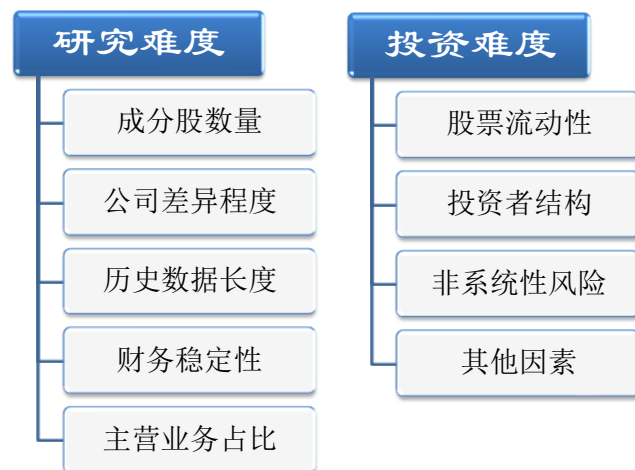 研究难度
成分股数量
公司差异程度
历史数据长度
财务稳定性
主营业务占比
投资难度
股票流动性
投资者结构
非系统性风险
其他因素